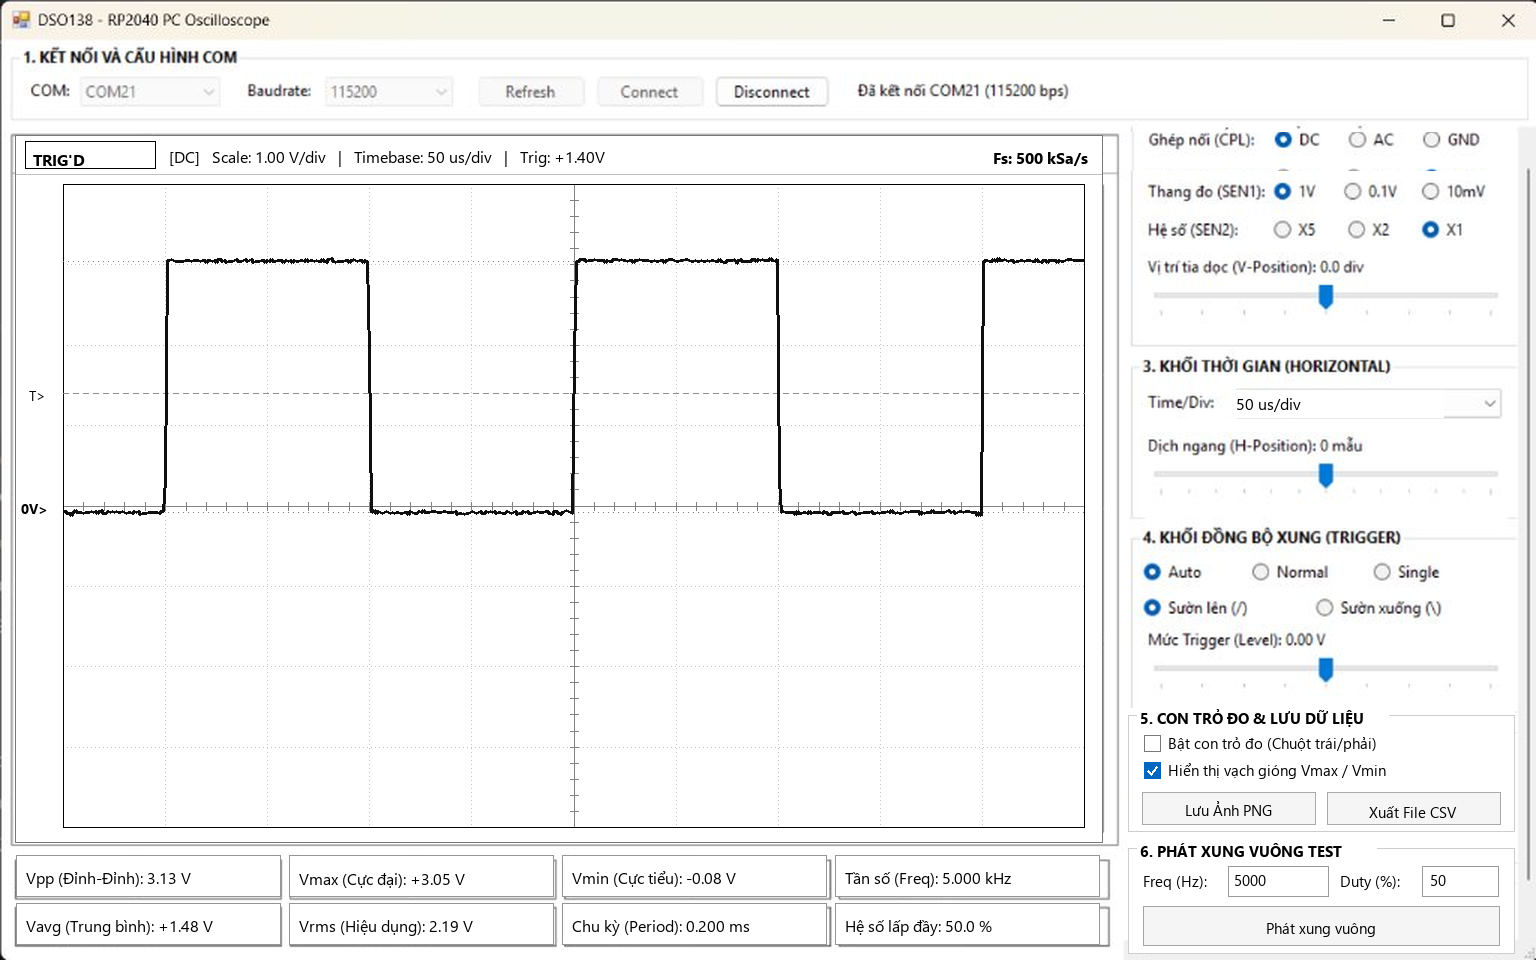 DSO138 - RP2040 PC Oscilloscope
1. KẾT NỐI VÀ CẤU HÌNH COM
COM: COM21 Baudrate: 115200 Refresh Connect Disconnect Đã kết nối COM21 (115200 bps)
TRIG'D [DC] Scale: 1.00 V/div | Timebase: 50 us/div | Trig: +1.40V Fs: 500 kSa/s
T>
0V>
Ghép nối (CPL): DC AC GND
Thang đo (SEN1): 1V 0.1V 10mV
Hệ số (SEN2): X5 X2 X1
Vị trí tia dọc (V-Position): 0.0 div
3. KHỐI THỜI GIAN (HORIZONTAL)
Time/Div: 50 us/div
Dịch ngang (H-Position): 0 mẫu
4. KHỐI ĐỒNG BỘ XUNG (TRIGGER)
Auto Normal Single
Sườn lên (/) Sườn xuống (\)
Mức Trigger (Level): 0.00 V
5. CON TRỎ ĐO & LƯU DỮ LIỆU
Bật con trỏ đo (Chuột trái/phải)
Hiển thị vạch gióng Vmax / Vmin
Lưu Ảnh PNG Xuất File CSV
6. PHÁT XUNG VUÔNG TEST
Freq (Hz): 5000 Duty (%): 50
Phát xung vuông
Vpp (Đỉnh-Đỉnh): 3.13 V Vmax (Cực đại): +3.05 V Vmin (Cực tiểu): -0.08 V Tần số (Freq): 5.000 kHz
Vavg (Trung bình): +1.48 V Vrms (Hiệu dụng): 2.19 V Chu kỳ (Period): 0.200 ms Hệ số lấp đầy: 50.0 %